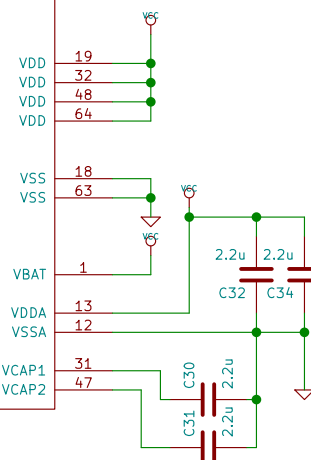 VCC
VDD 19
VDD 32
VDD 48
VDD 64
VSS 18
VSS 63
VCC
VCC
2.2u 2.2u
VBAT 1
C32 C34
VDDA 13
VSSA 12
VCAP1 31
C30 2.2u
VCAP2 47
C31 2.2u